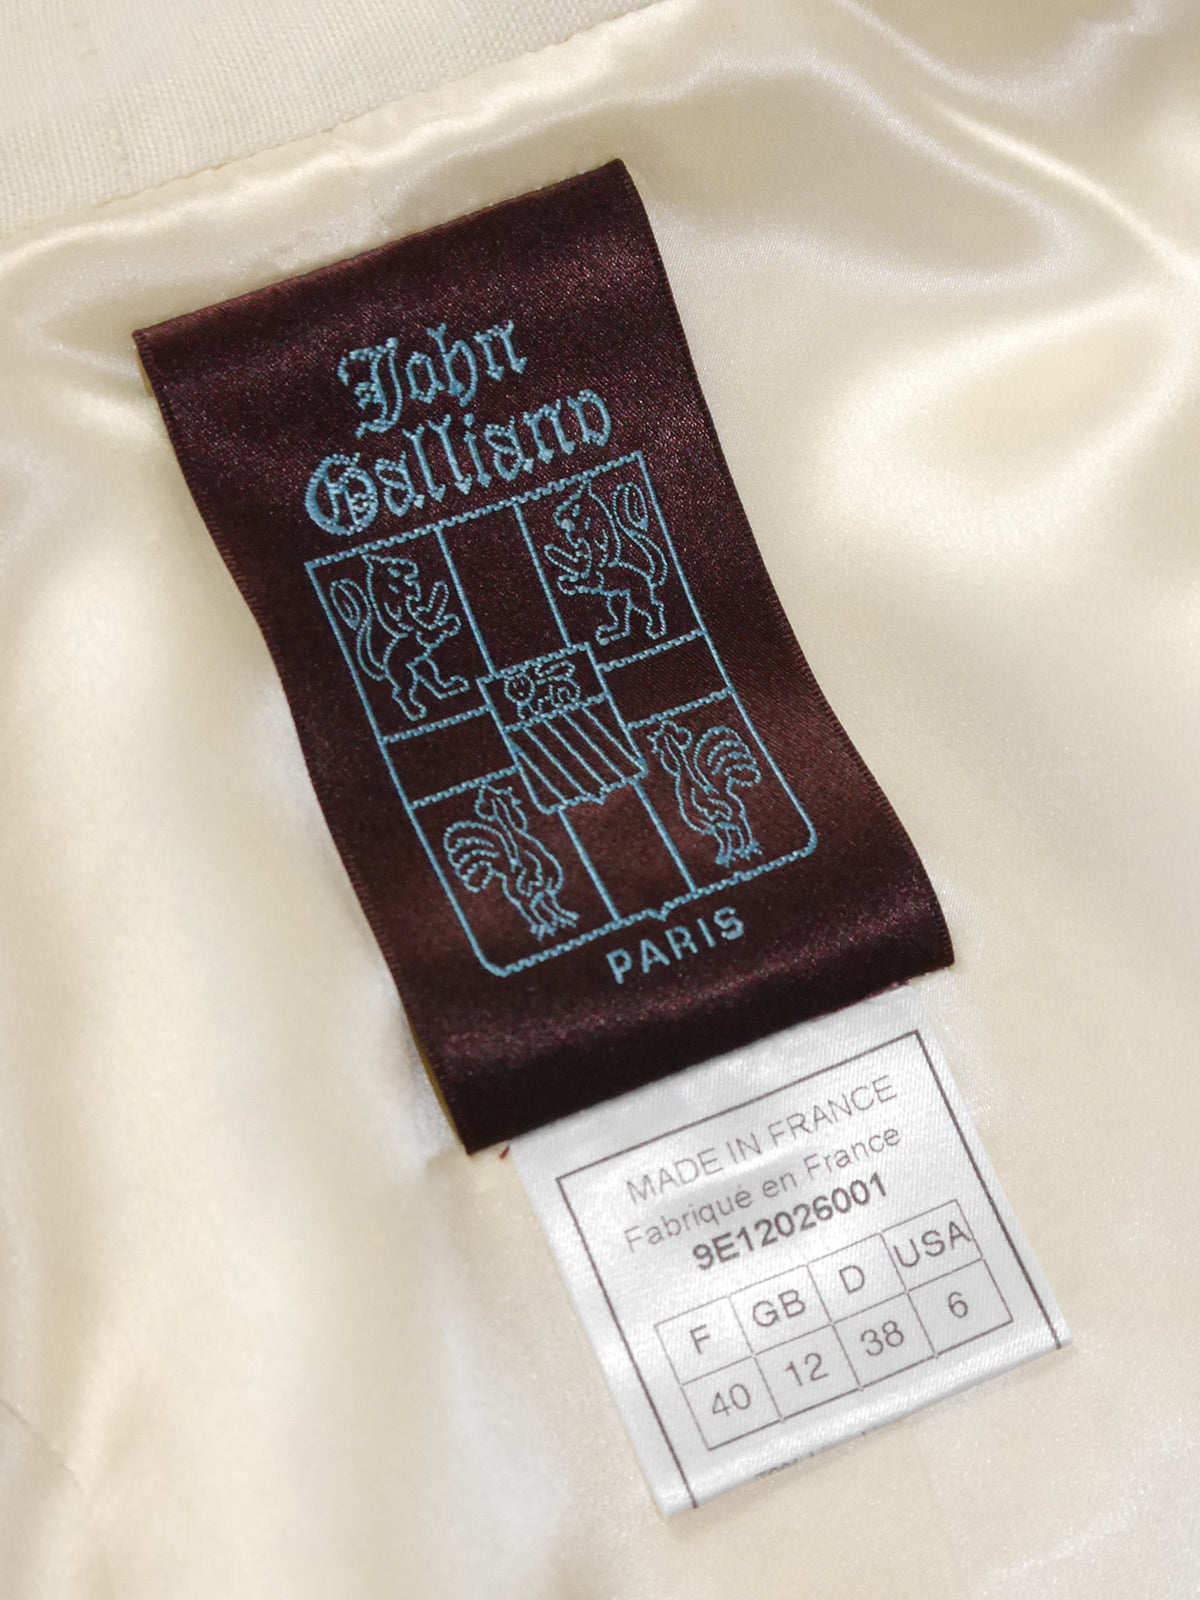 John
Galliano
PARIS
MADE IN FRANCE
Fabriqué en France
9E12026001
F GB D USA
40 12 38 6